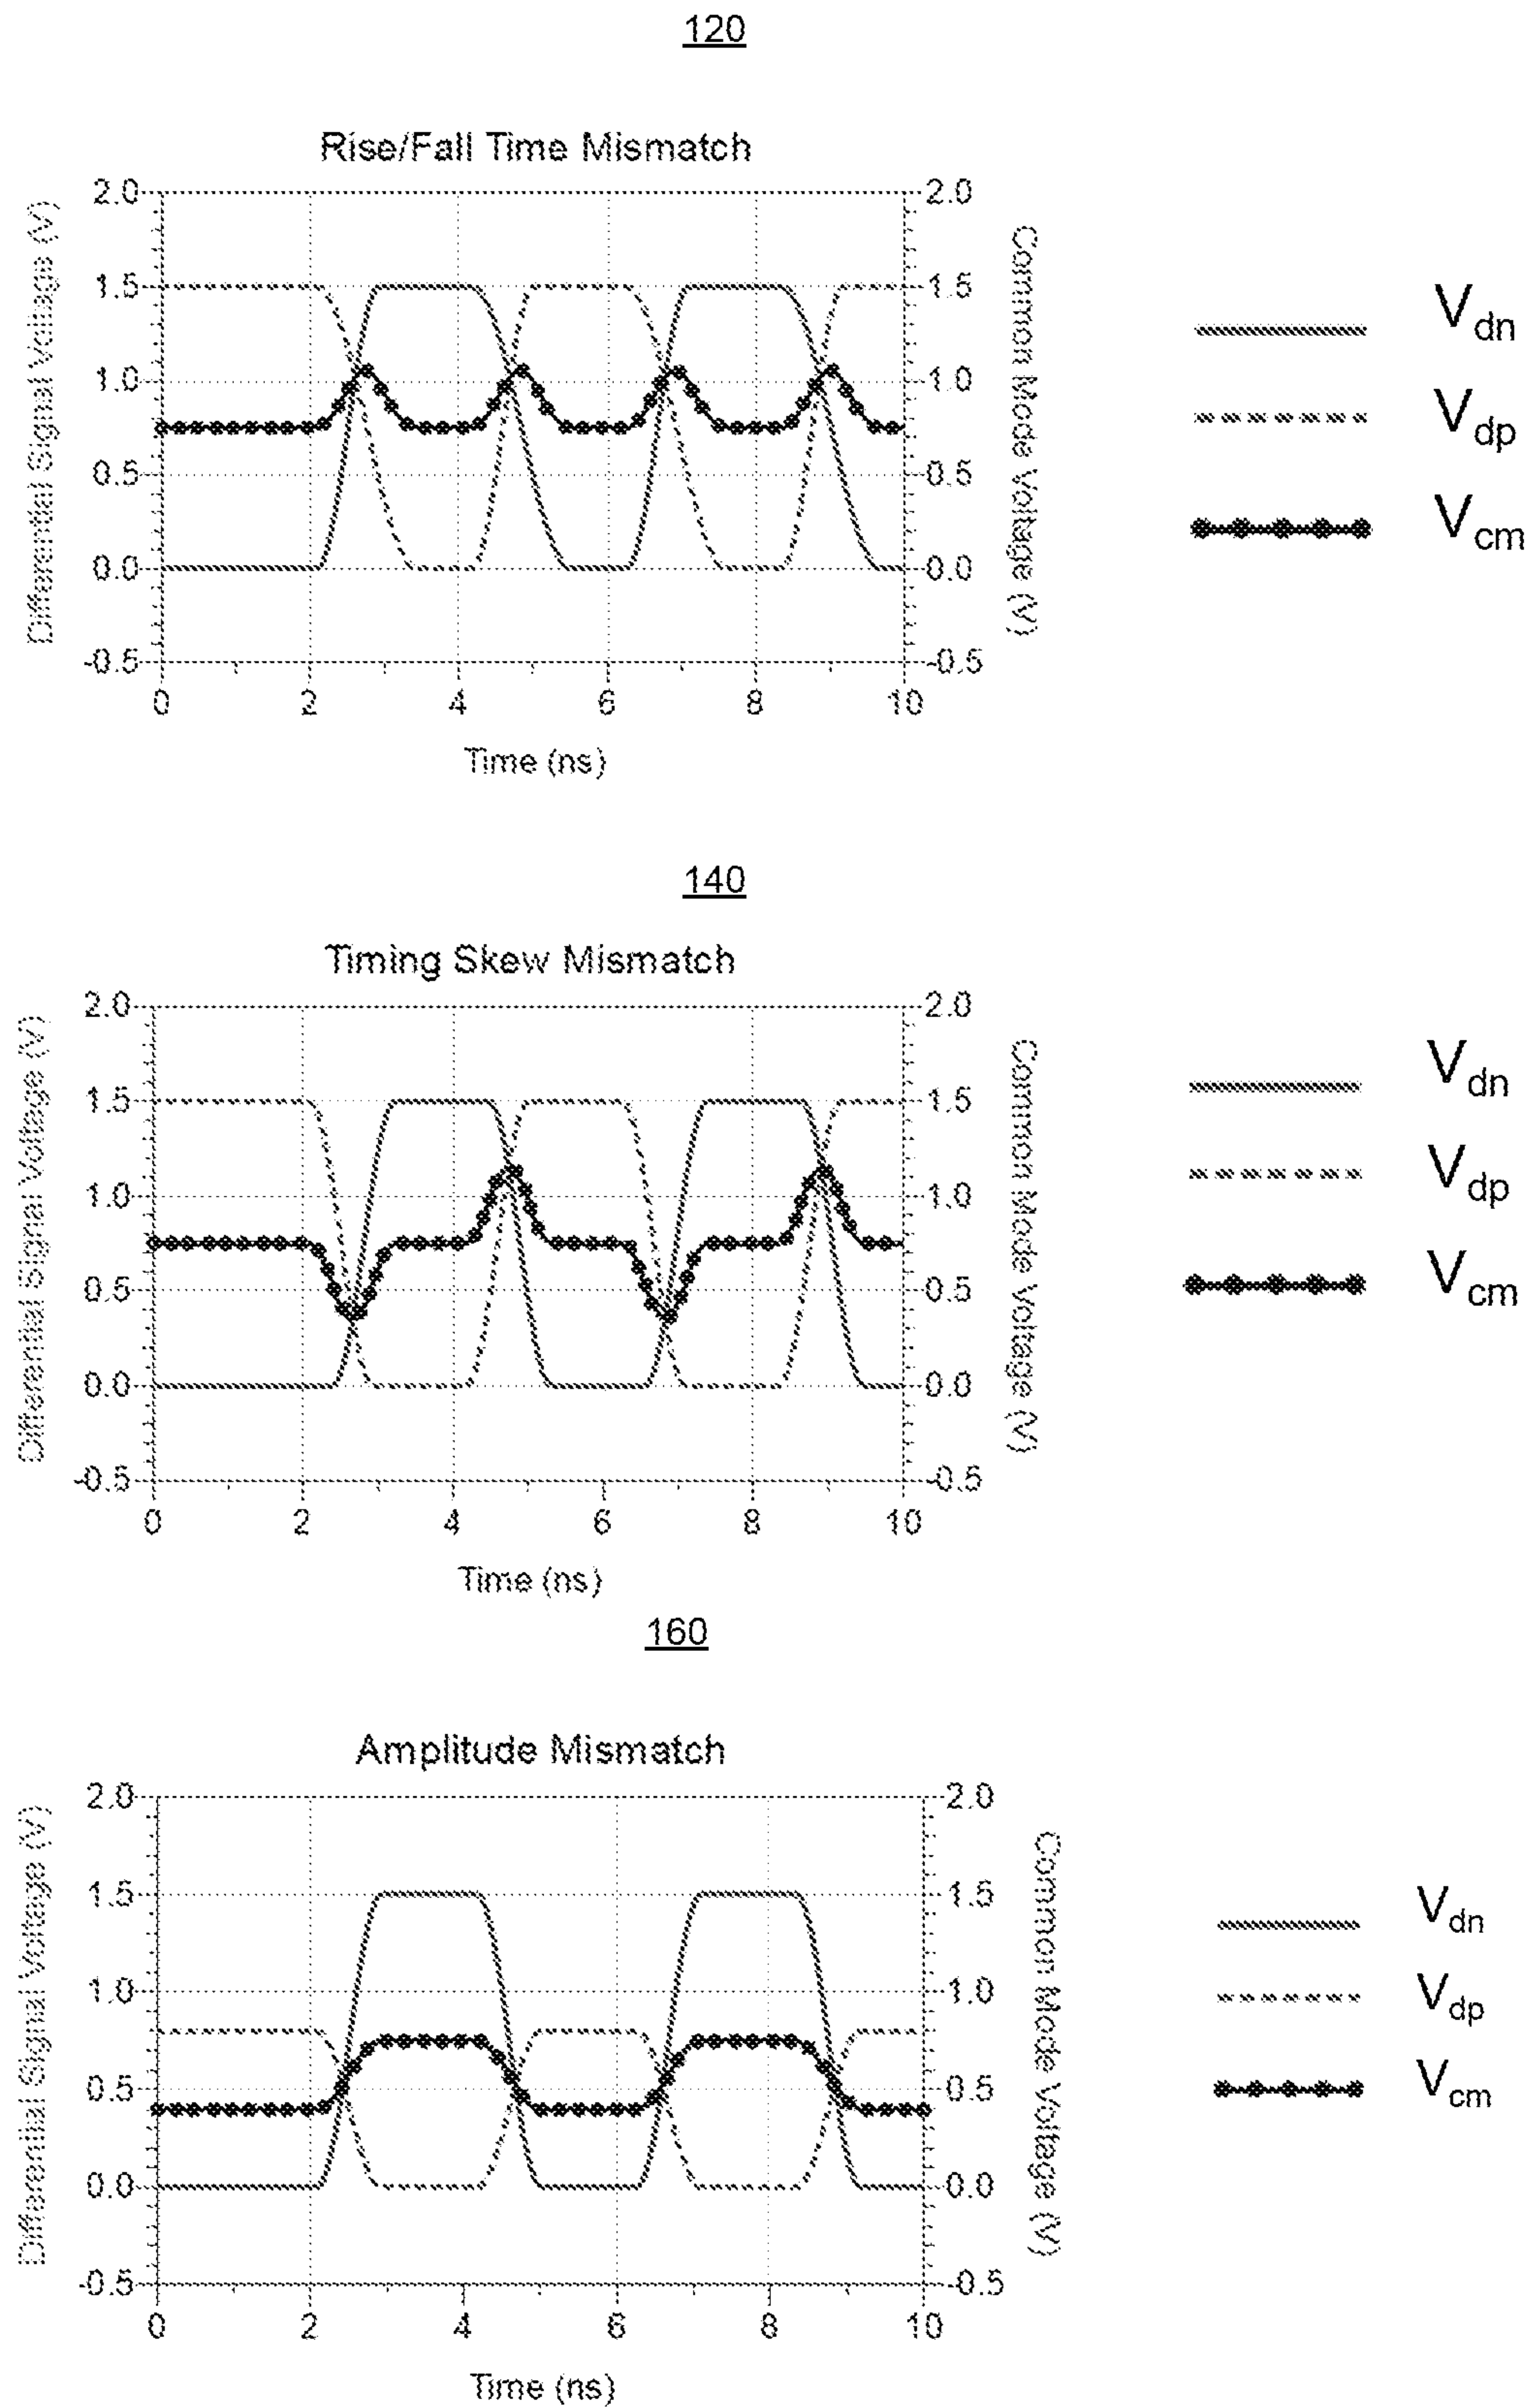 120
Rise/Fall Time Mismatch
Differential Signal Voltage (V)
2.0
1.5
1.0
0.5
0.0
-0.5
2.0
1.5
1.0
0.5
0.0
-0.5
Common Mode Voltage (V)
0 2 4 6 8 10
Time (ns)
Vdn
Vdp
Vcm
140
Timing Skew Mismatch
Differential Signal Voltage (V)
2.0
1.5
1.0
0.5
0.0
-0.5
2.0
1.5
1.0
0.5
0.0
-0.5
Common Mode Voltage (V)
0 2 4 6 8 10
Time (ns)
Vdn
Vdp
Vcm
160
Amplitude Mismatch
Differential Signal Voltage (V)
2.0
1.5
1.0
0.5
0.0
-0.5
2.0
1.5
1.0
0.5
0.0
-0.5
Common Mode Voltage (V)
0 2 4 6 8 10
Time (ns)
Vdn
Vdp
Vcm